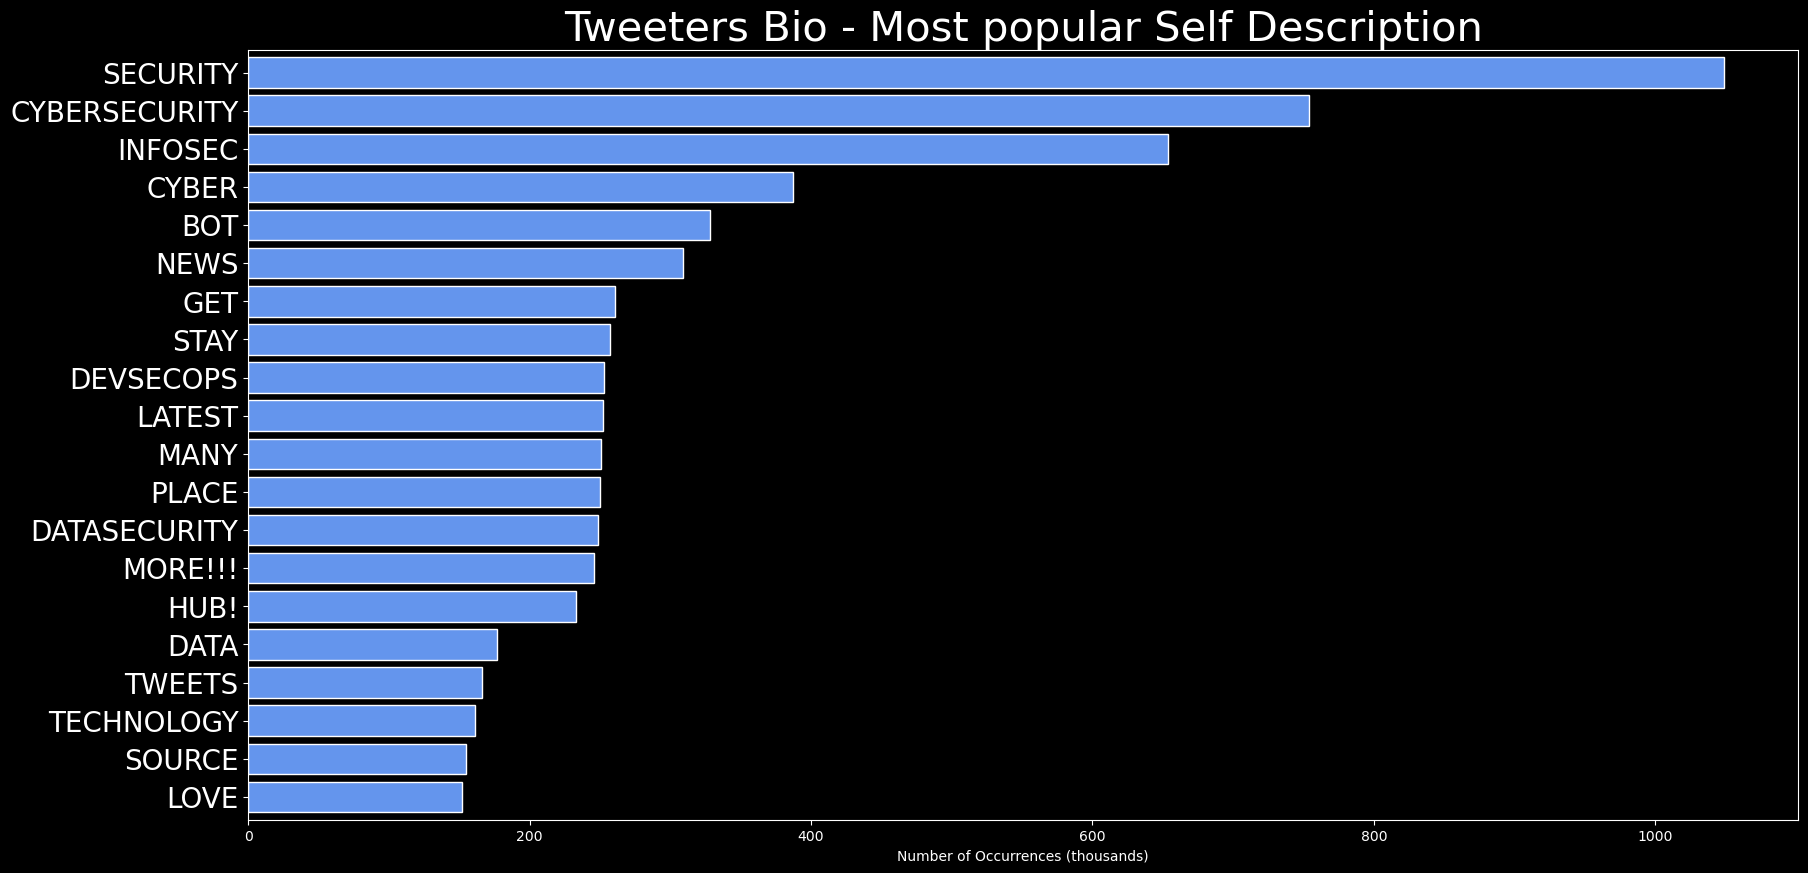 Tweeters Bio - Most popular Self Description
SECURITY
CYBERSECURITY
INFOSEC
CYBER
BOT
NEWS
GET
STAY
DEVSECOPS
LATEST
MANY
PLACE
DATASECURITY
MORE!!!
HUB!
DATA
TWEETS
TECHNOLOGY
SOURCE
LOVE
0 200 400 600 800 1000
Number of Occurrences (thousands)